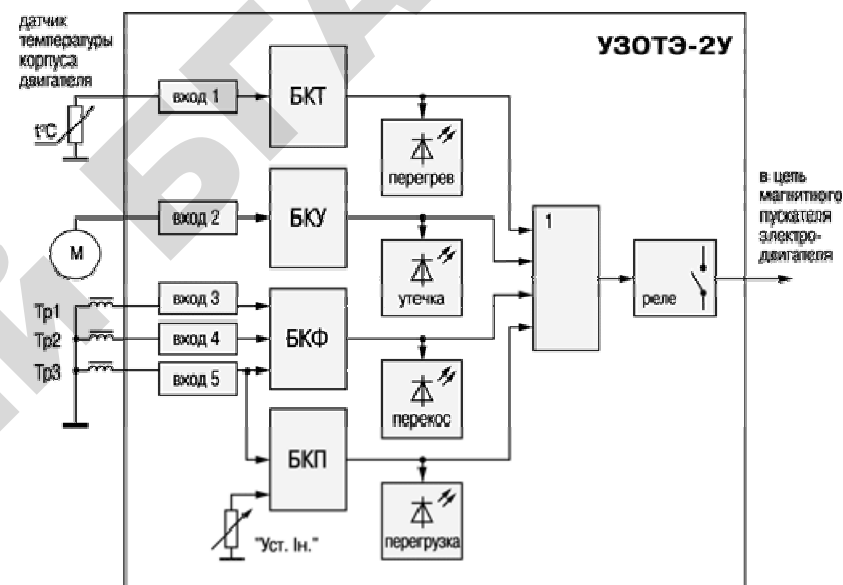 датчик
температуры
корпуса
двигателя
УЗОТЭ-2У
t°C
вход 1
БКТ
перегрев
М
вход 2
БКУ
утечка
Тр1
Тр2
Тр3
вход 3
вход 4
вход 5
БКФ
перекос
БКП
"Уст. Iн."
перегрузка
1
реле
в цепь
магнитного
пускателя
электро-
двигателя
Й БГА